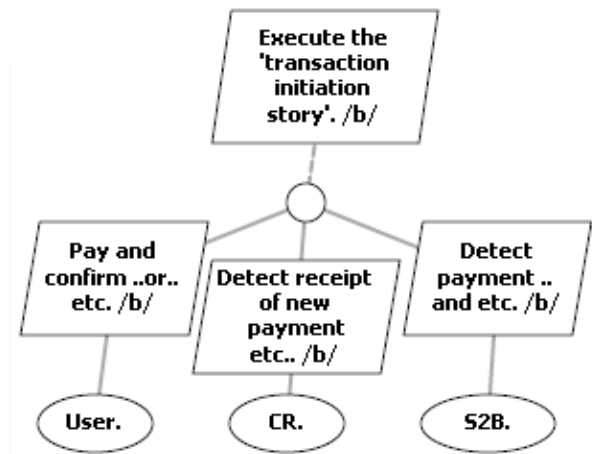 Execute the
'transaction
initiation
story'. /b/
Pay and
confirm ..or..
etc. /b/
Detect receipt
of new
payment
etc.. /b/
Detect
payment ..
and etc. /b/
User.
CR.
S2B.